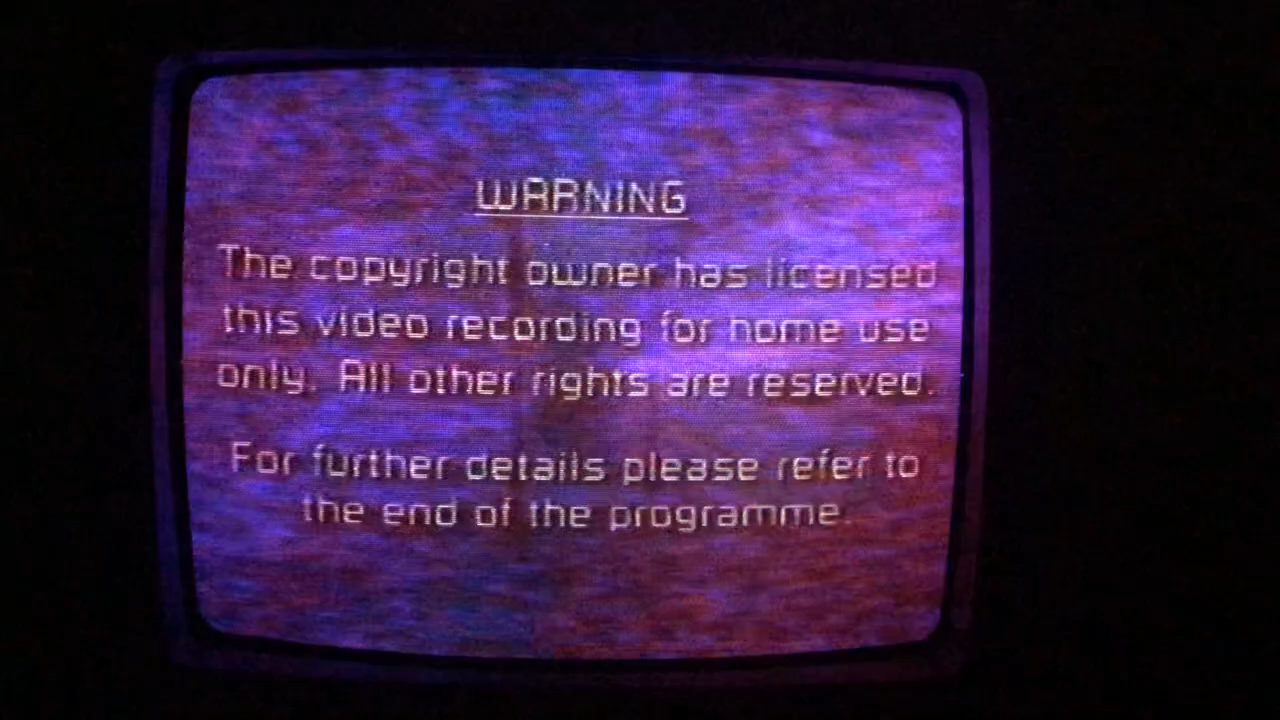 WARNING
The copyright owner has licensed
this video recording for home use
only. All other rights are reserved.
For further details please refer to
the end of the programme.